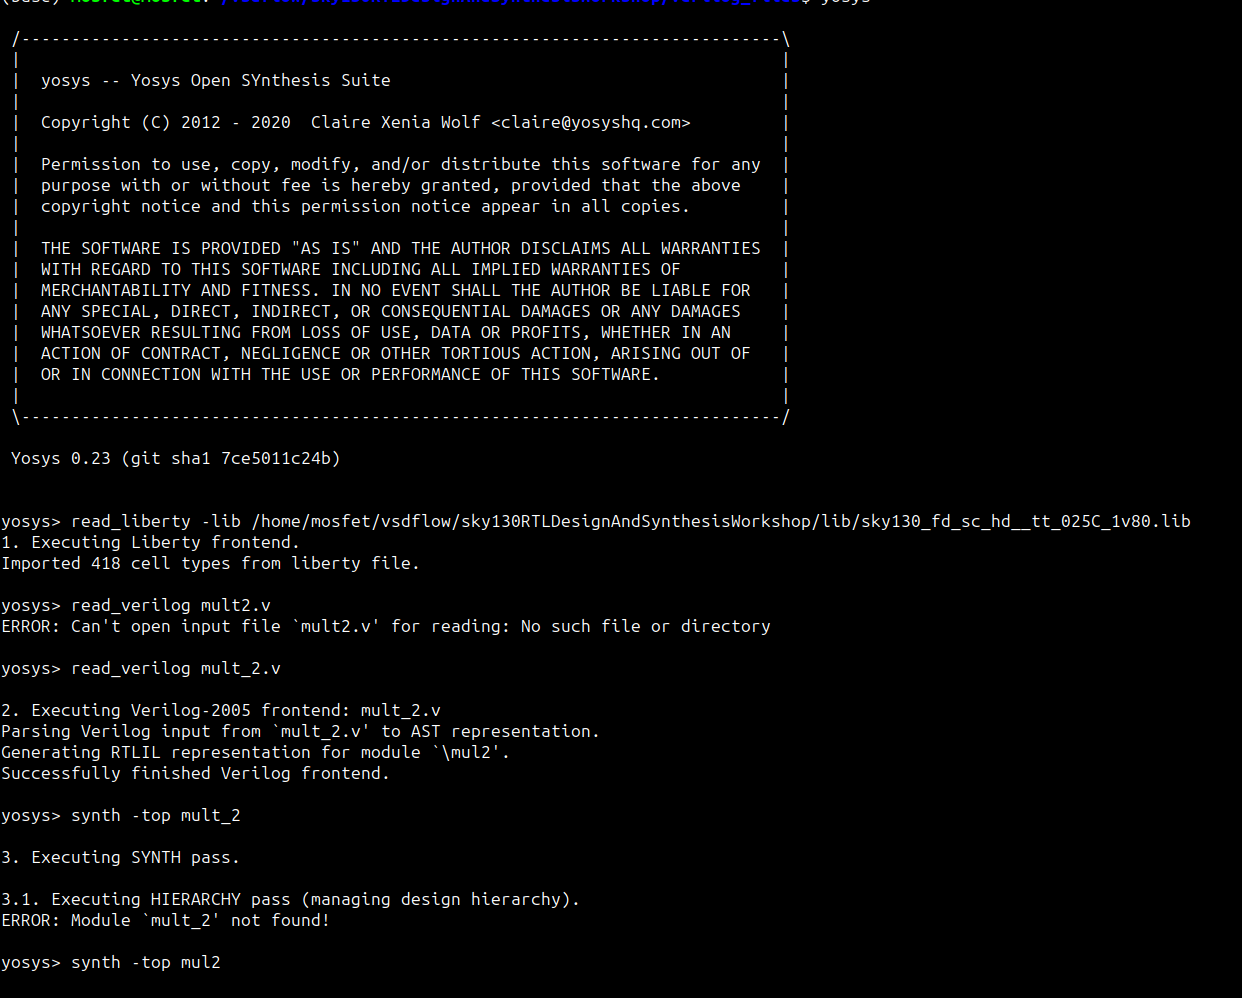 /----------------------------------------------------------------------------\
|                                                                            |
|  yosys -- Yosys Open SYnthesis Suite                                       |
|                                                                            |
|  Copyright (C) 2012 - 2020  Claire Xenia Wolf <claire@yosyshq.com>         |
|                                                                            |
|  Permission to use, copy, modify, and/or distribute this software for any  |
|  purpose with or without fee is hereby granted, provided that the above    |
|  copyright notice and this permission notice appear in all copies.         |
|                                                                            |
|  THE SOFTWARE IS PROVIDED "AS IS" AND THE AUTHOR DISCLAIMS ALL WARRANTIES  |
|  WITH REGARD TO THIS SOFTWARE INCLUDING ALL IMPLIED WARRANTIES OF          |
|  MERCHANTABILITY AND FITNESS. IN NO EVENT SHALL THE AUTHOR BE LIABLE FOR   |
|  ANY SPECIAL, DIRECT, INDIRECT, OR CONSEQUENTIAL DAMAGES OR ANY DAMAGES    |
|  WHATSOEVER RESULTING FROM LOSS OF USE, DATA OR PROFITS, WHETHER IN AN     |
|  ACTION OF CONTRACT, NEGLIGENCE OR OTHER TORTIOUS ACTION, ARISING OUT OF   |
|  OR IN CONNECTION WITH THE USE OR PERFORMANCE OF THIS SOFTWARE.            |
|                                                                            |
\----------------------------------------------------------------------------/
Yosys 0.23 (git sha1 7ce5011c24b)
yosys> read_liberty -lib /home/mosfet/vsdflow/sky130RTLDesignAndSynthesisWorkshop/lib/sky130_fd_sc_hd__tt_025C_1v80.lib
1. Executing Liberty frontend.
Imported 418 cell types from liberty file.
yosys> read_verilog mult2.v
ERROR: Can't open input file `mult2.v' for reading: No such file or directory
yosys> read_verilog mult_2.v
2. Executing Verilog-2005 frontend: mult_2.v
Parsing Verilog input from `mult_2.v' to AST representation.
Generating RTLIL representation for module `\mul2'.
Successfully finished Verilog frontend.
yosys> synth -top mult_2
3. Executing SYNTH pass.
3.1. Executing HIERARCHY pass (managing design hierarchy).
ERROR: Module `mult_2' not found!
yosys> synth -top mul2